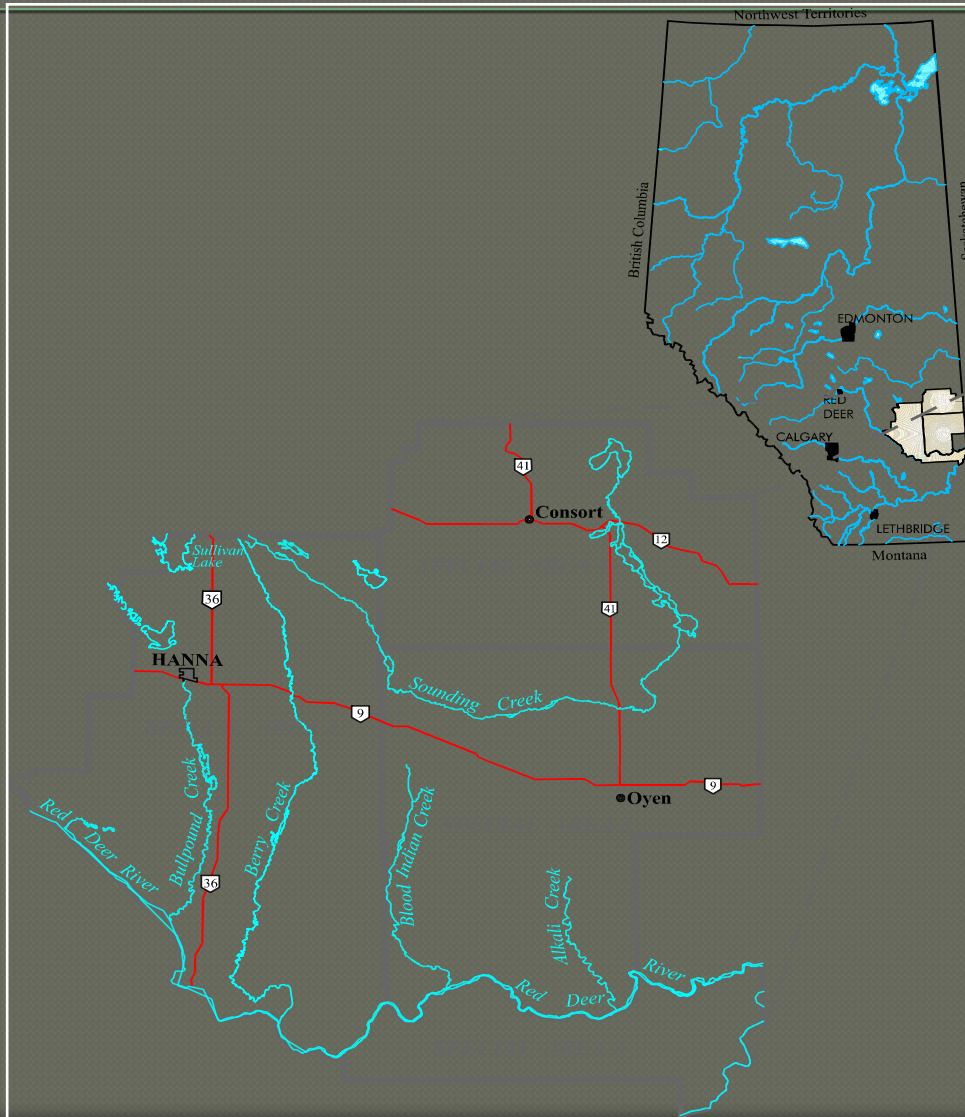 Northwest Territories
British Columbia
Saskatchewan
EDMONTON
RED
DEER
CALGARY
LETHBRIDGE
Montana
41
Consort
12
Sullivan
Lake
36
41
HANNA
Sounding Creek
9
9
Oyen
Red Deer River
Bullpound Creek
Berry Creek
Blood Indian Creek
Alkali Creek
36
Red Deer River